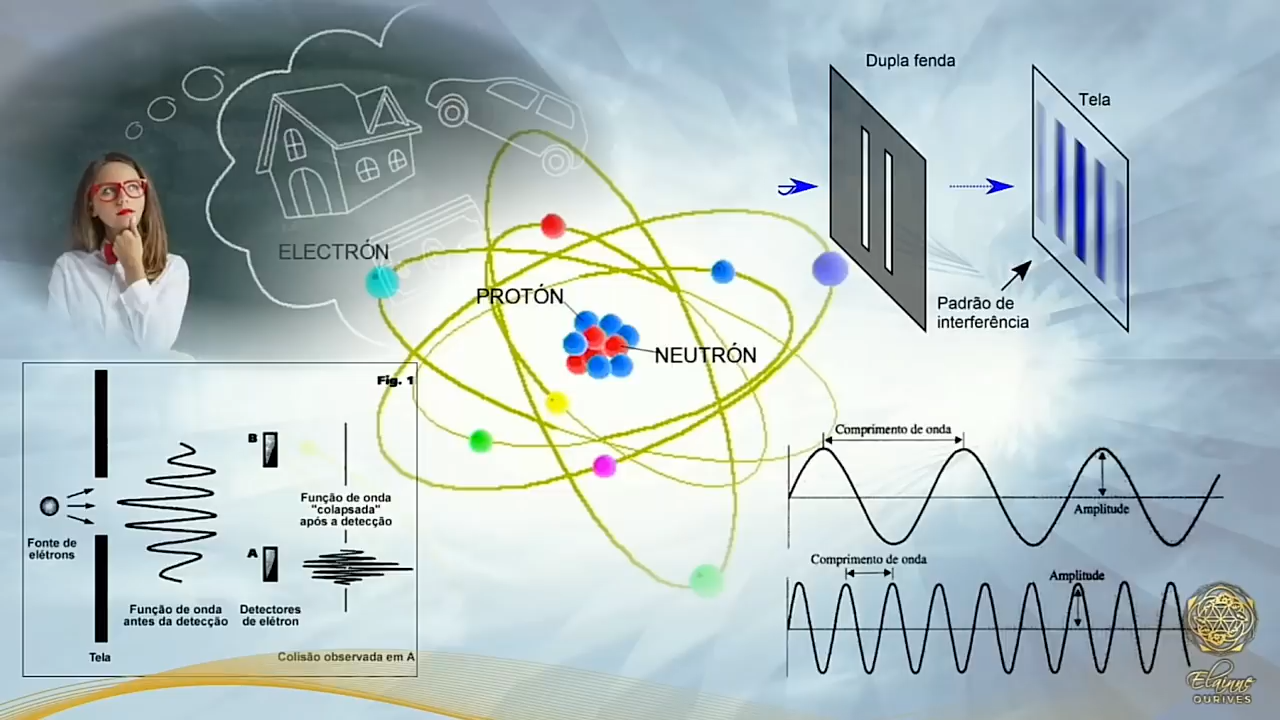 Dupla fenda
Tela
ELECTRÓN
PROTÓN
NEUTRÓN
Padrão de
interferência
Fig. 1
B
Função de onda
"colapsada"
após a detecção
Fonte de
elétrons
A
Função de onda
antes da detecção
Detectores
de elétron
Tela
Colisão observada em A
Comprimento de onda
Amplitude
Comprimento de onda
Amplitude
Elainne
OURIVES